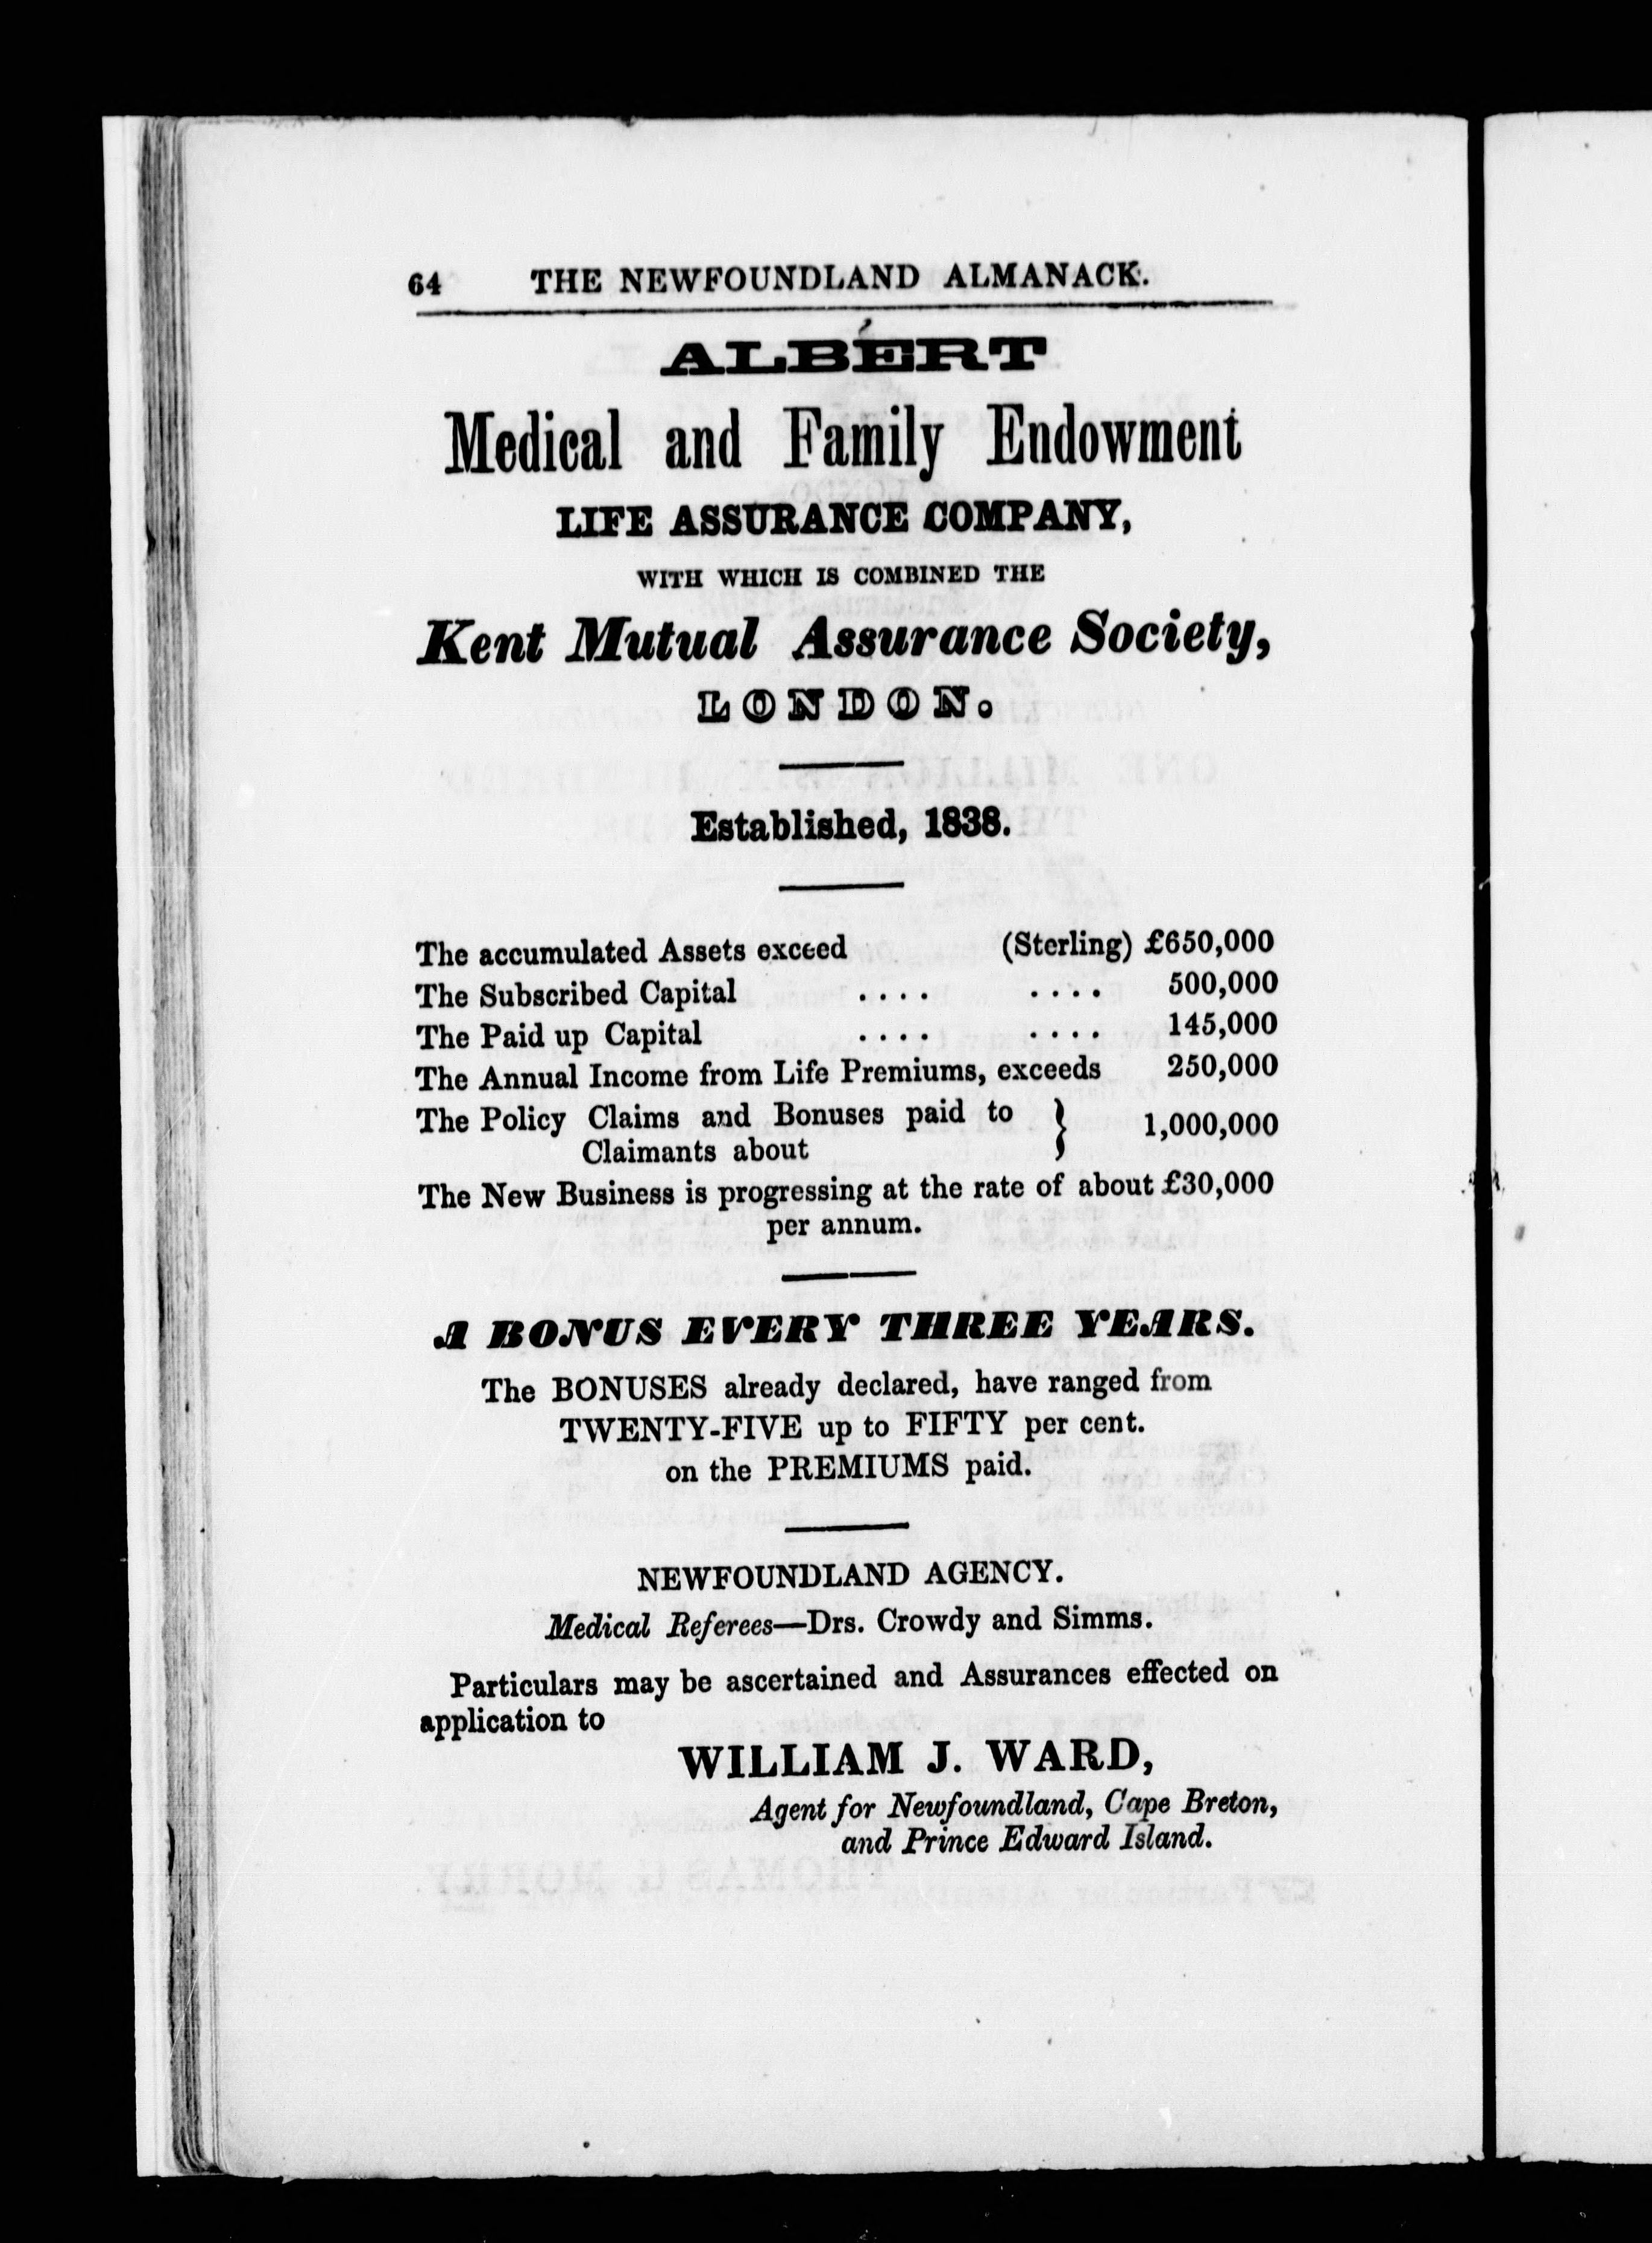 64 THE NEWFOUNDLAND ALMANACK.
ALBERT
Medical and Family Endowment
LIFE ASSURANCE COMPANY,
WITH WHICH IS COMBINED THE
Kent Mutual Assurance Society,
LONDON.
Established, 1838.
The accumulated Assets exceed (Sterling) £650,000
The Subscribed Capital .... .... 500,000
The Paid up Capital .... .... 145,000
The Annual Income from Life Premiums, exceeds 250,000
The Policy Claims and Bonuses paid to } 1,000,000
Claimants about
The New Business is progressing at the rate of about £30,000
per annum.
A BONUS EVERY THREE YEARS.
The BONUSES already declared, have ranged from
TWENTY-FIVE up to FIFTY per cent.
on the PREMIUMS paid.
NEWFOUNDLAND AGENCY.
Medical Referees—Drs. Crowdy and Simms.
Particulars may be ascertained and Assurances effected on
application to
WILLIAM J. WARD,
Agent for Newfoundland, Cape Breton,
and Prince Edward Island.